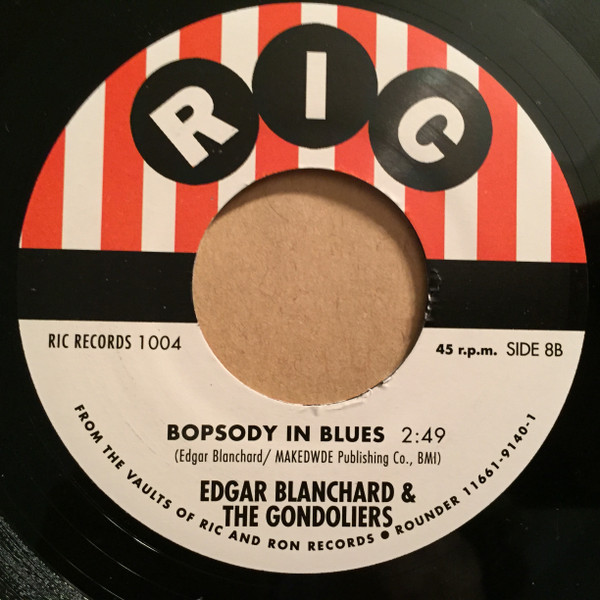 RIC
RIC RECORDS 1004
45 r.p.m. SIDE 8B
BOPSODY IN BLUES 2:49
(Edgar Blanchard/ MAKEDWDE Publishing Co., BMI)
EDGAR BLANCHARD &
THE GONDOLIERS
FROM THE VAULTS OF RIC AND RON RECORDS ● ROUNDER 11661-9140-1